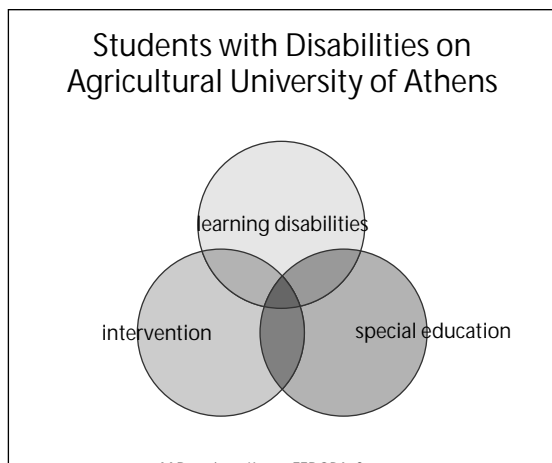 Students with Disabilities on
Agricultural University of Athens
learning disabilities
intervention
special education